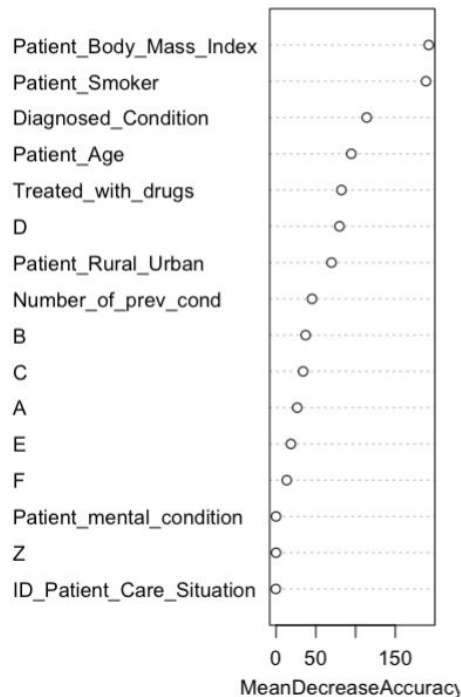 Patient_Body_Mass_Index
Patient_Smoker
Diagnosed_Condition
Patient_Age
Treated_with_drugs
D
Patient_Rural_Urban
Number_of_prev_cond
B
C
A
E
F
Patient_mental_condition
Z
ID_Patient_Care_Situation
0 50 150
MeanDecreaseAccuracy